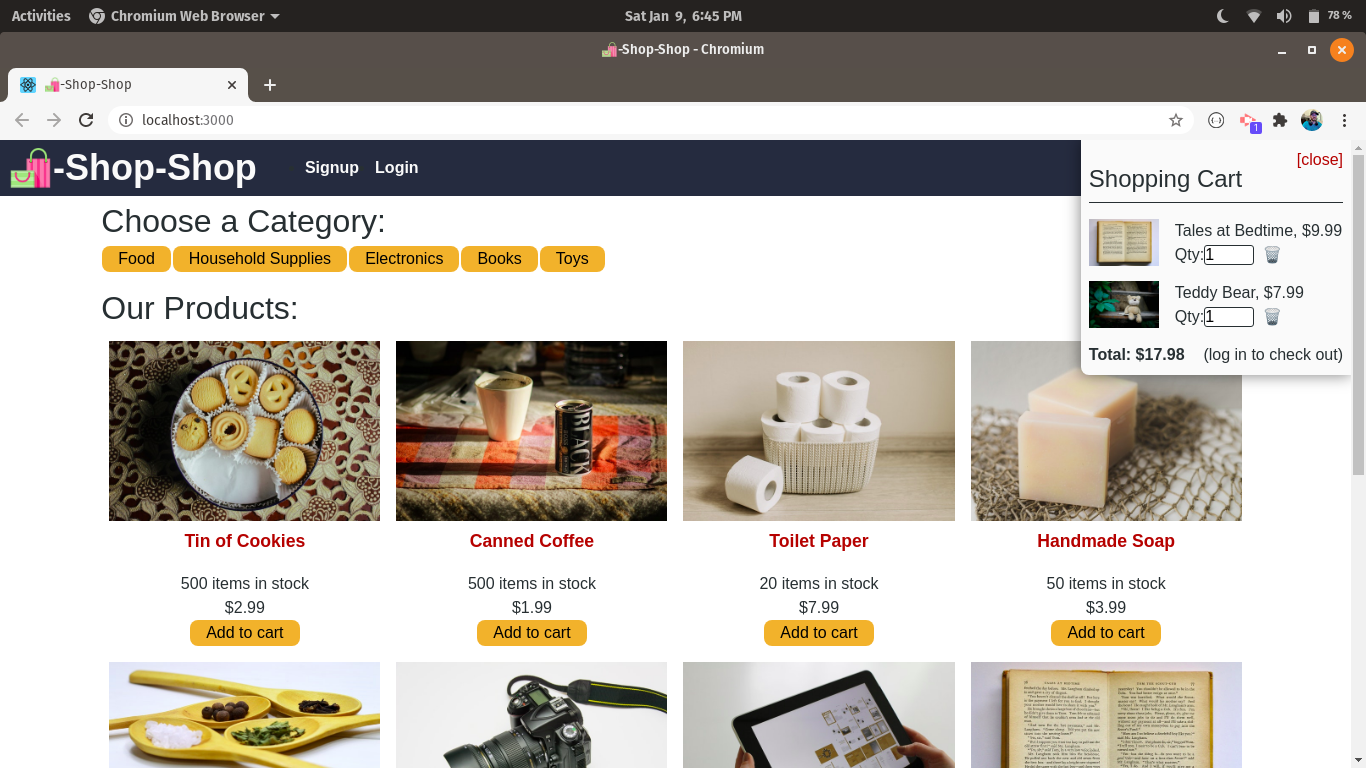 Activities Chromium Web Browser Sat Jan 9, 6:45 PM 78 %
-Shop-Shop - Chromium
-Shop-Shop
localhost:3000
1
-Shop-Shop Signup Login
[close]
Shopping Cart
Tales at Bedtime, $9.99
Qty: 1
Teddy Bear, $7.99
Qty: 1
Total: $17.98 (log in to check out)
Choose a Category:
Food Household Supplies Electronics Books Toys
Our Products:
BLACK
Tin of Cookies Canned Coffee Toilet Paper Handmade Soap
500 items in stock 500 items in stock 20 items in stock 50 items in stock
$2.99 $1.99 $7.99 $3.99
Add to cart Add to cart Add to cart Add to cart